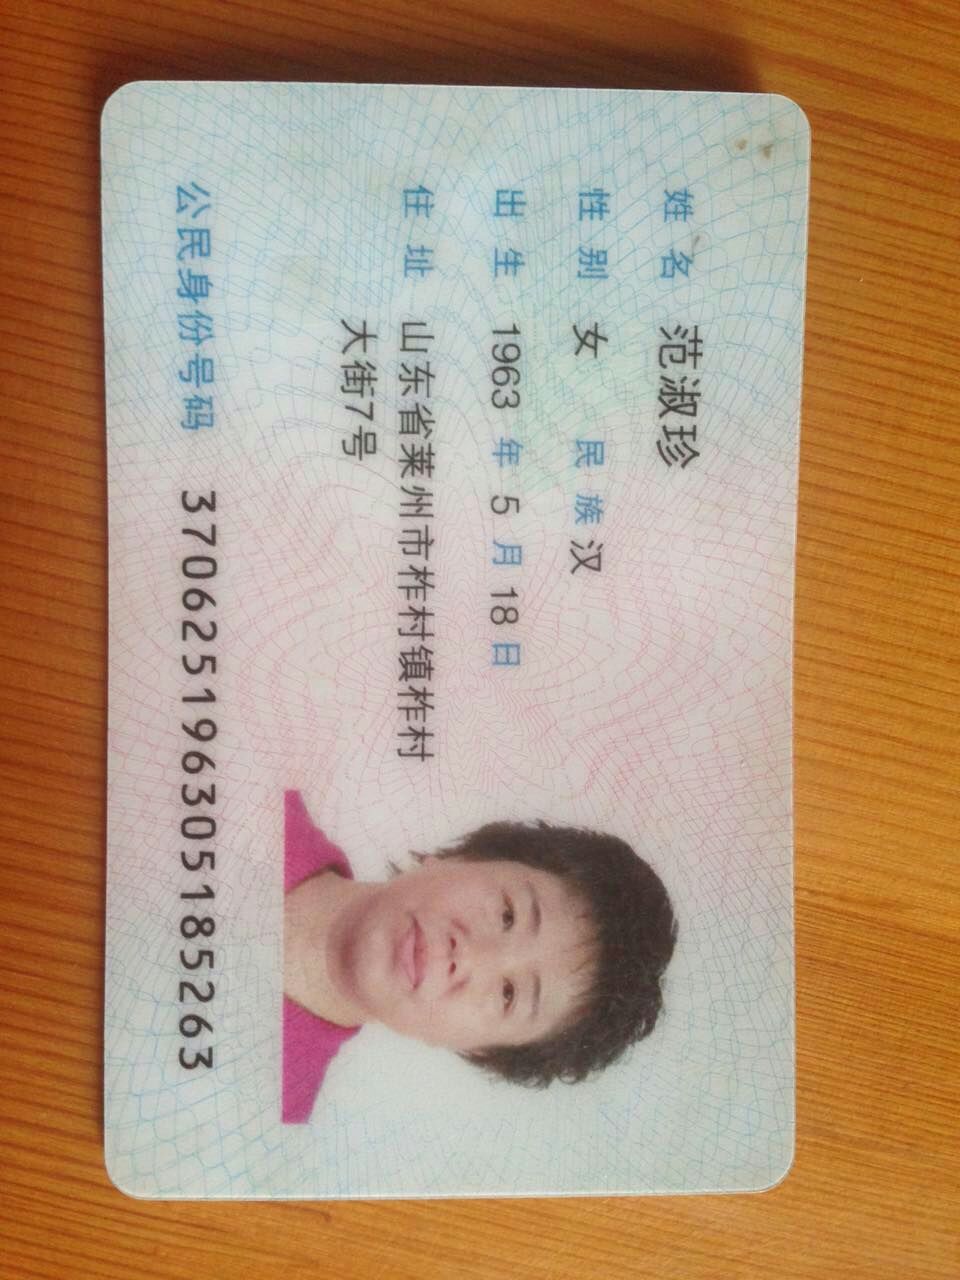 姓名 范淑珍
性别 女 民族 汉
出生 1963 年 5 月 18 日
住址 山东省莱州市柞村镇柞村
大街7号
公民身份号码 370625196305185263